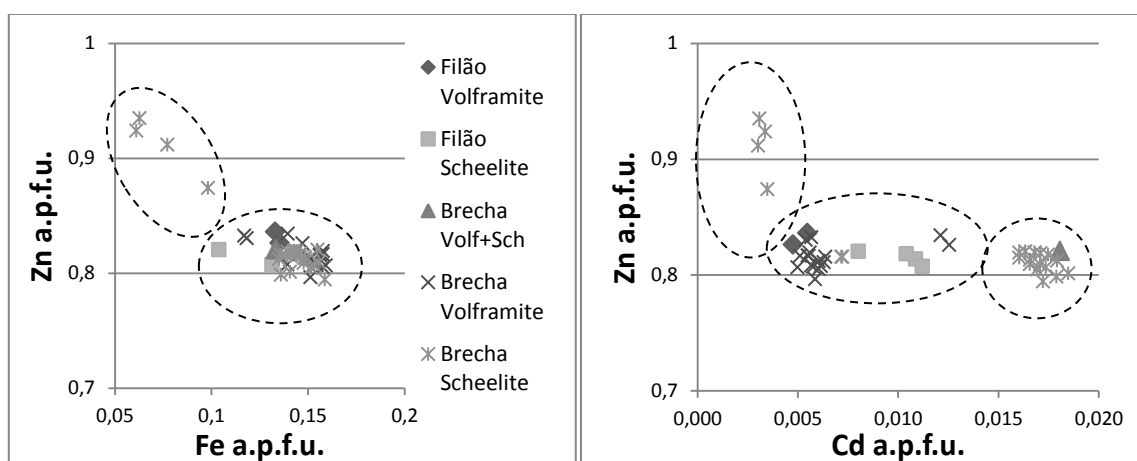 1
0,9
0,8
0,7
0,05
0,1
0,15
0,2
Zn a.p.f.u.
Fe a.p.f.u.
Filão
Volframite
Filão
Scheelite
Brecha
Volf+Sch
Brecha
Volframite
Brecha
Scheelite
1
0,9
0,8
0,7
0,000
0,005
0,010
0,015
0,020
Zn a.p.f.u.
Cd a.p.f.u.